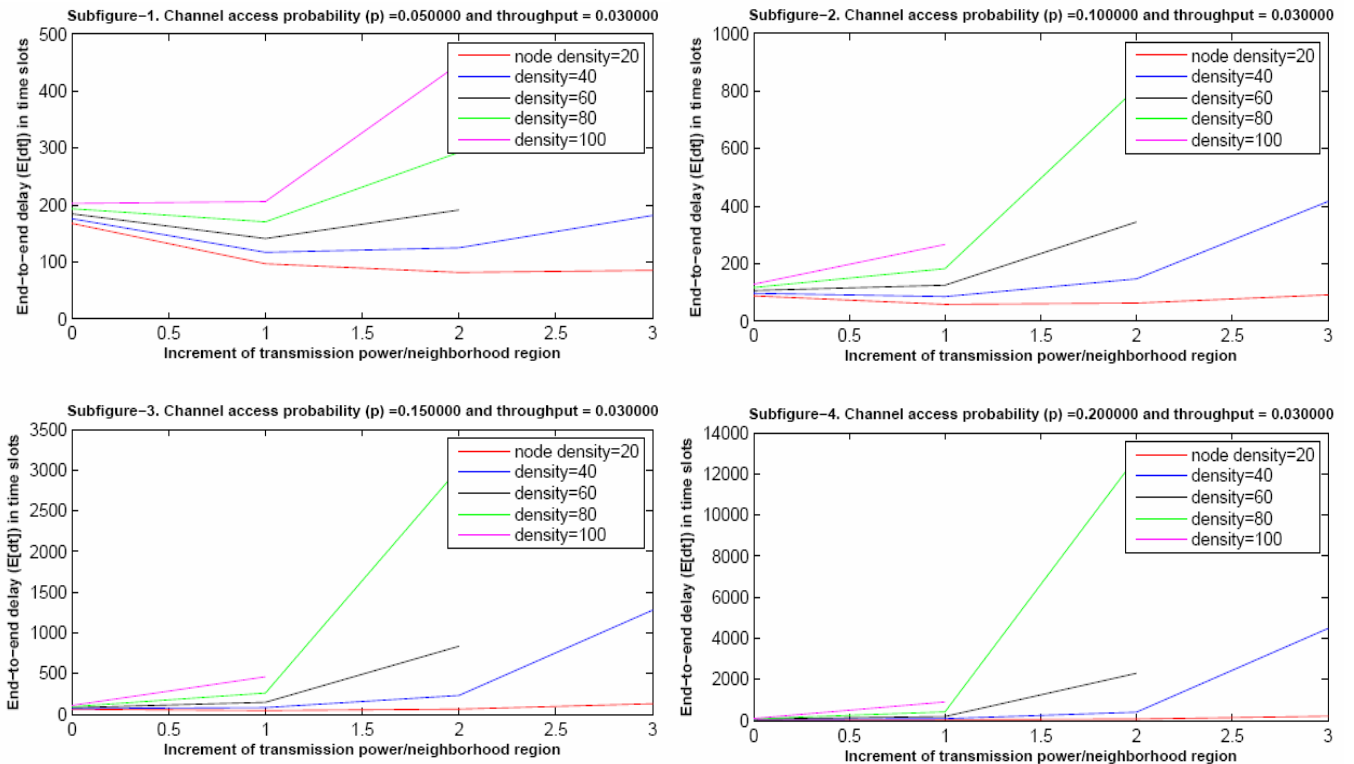 Subfigure−1. Channel access probability (p) =0.050000 and throughput = 0.030000
End−to−end delay (E[dt]) in time slots
500
400
300
200
100
0
node density=20
density=40
density=60
density=80
density=100
0 0.5 1 1.5 2 2.5 3
Increment of transmission power/neighborhood region
Subfigure−2. Channel access probability (p) =0.100000 and throughput = 0.030000
End−to−end delay (E[dt]) in time slots
1000
800
600
400
200
0
node density=20
density=40
density=60
density=80
density=100
0 0.5 1 1.5 2 2.5 3
Increment of transmission power/neighborhood region
Subfigure−3. Channel access probability (p) =0.150000 and throughput = 0.030000
End−to−end delay (E[dt]) in time slots
3500
3000
2500
2000
1500
1000
500
0
node density=20
density=40
density=60
density=80
density=100
0 0.5 1 1.5 2 2.5 3
Increment of transmission power/neighborhood region
Subfigure−4. Channel access probability (p) =0.200000 and throughput = 0.030000
End−to−end delay (E[dt]) in time slots
14000
12000
10000
8000
6000
4000
2000
0
node density=20
density=40
density=60
density=80
density=100
0 0.5 1 1.5 2 2.5 3
Increment of transmission power/neighborhood region